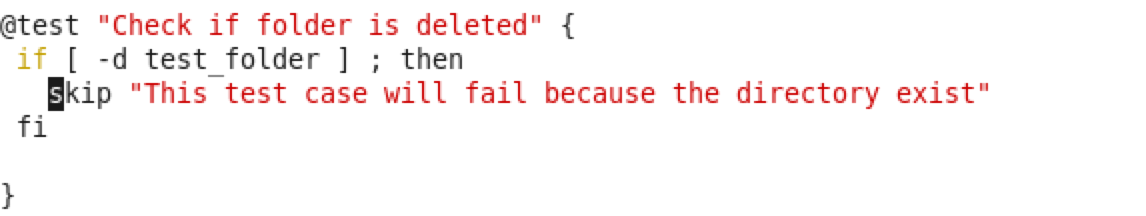 @test "Check if folder is deleted" {
 if [ -d test_folder ] ; then
   skip "This test case will fail because the directory exist"
 fi

}